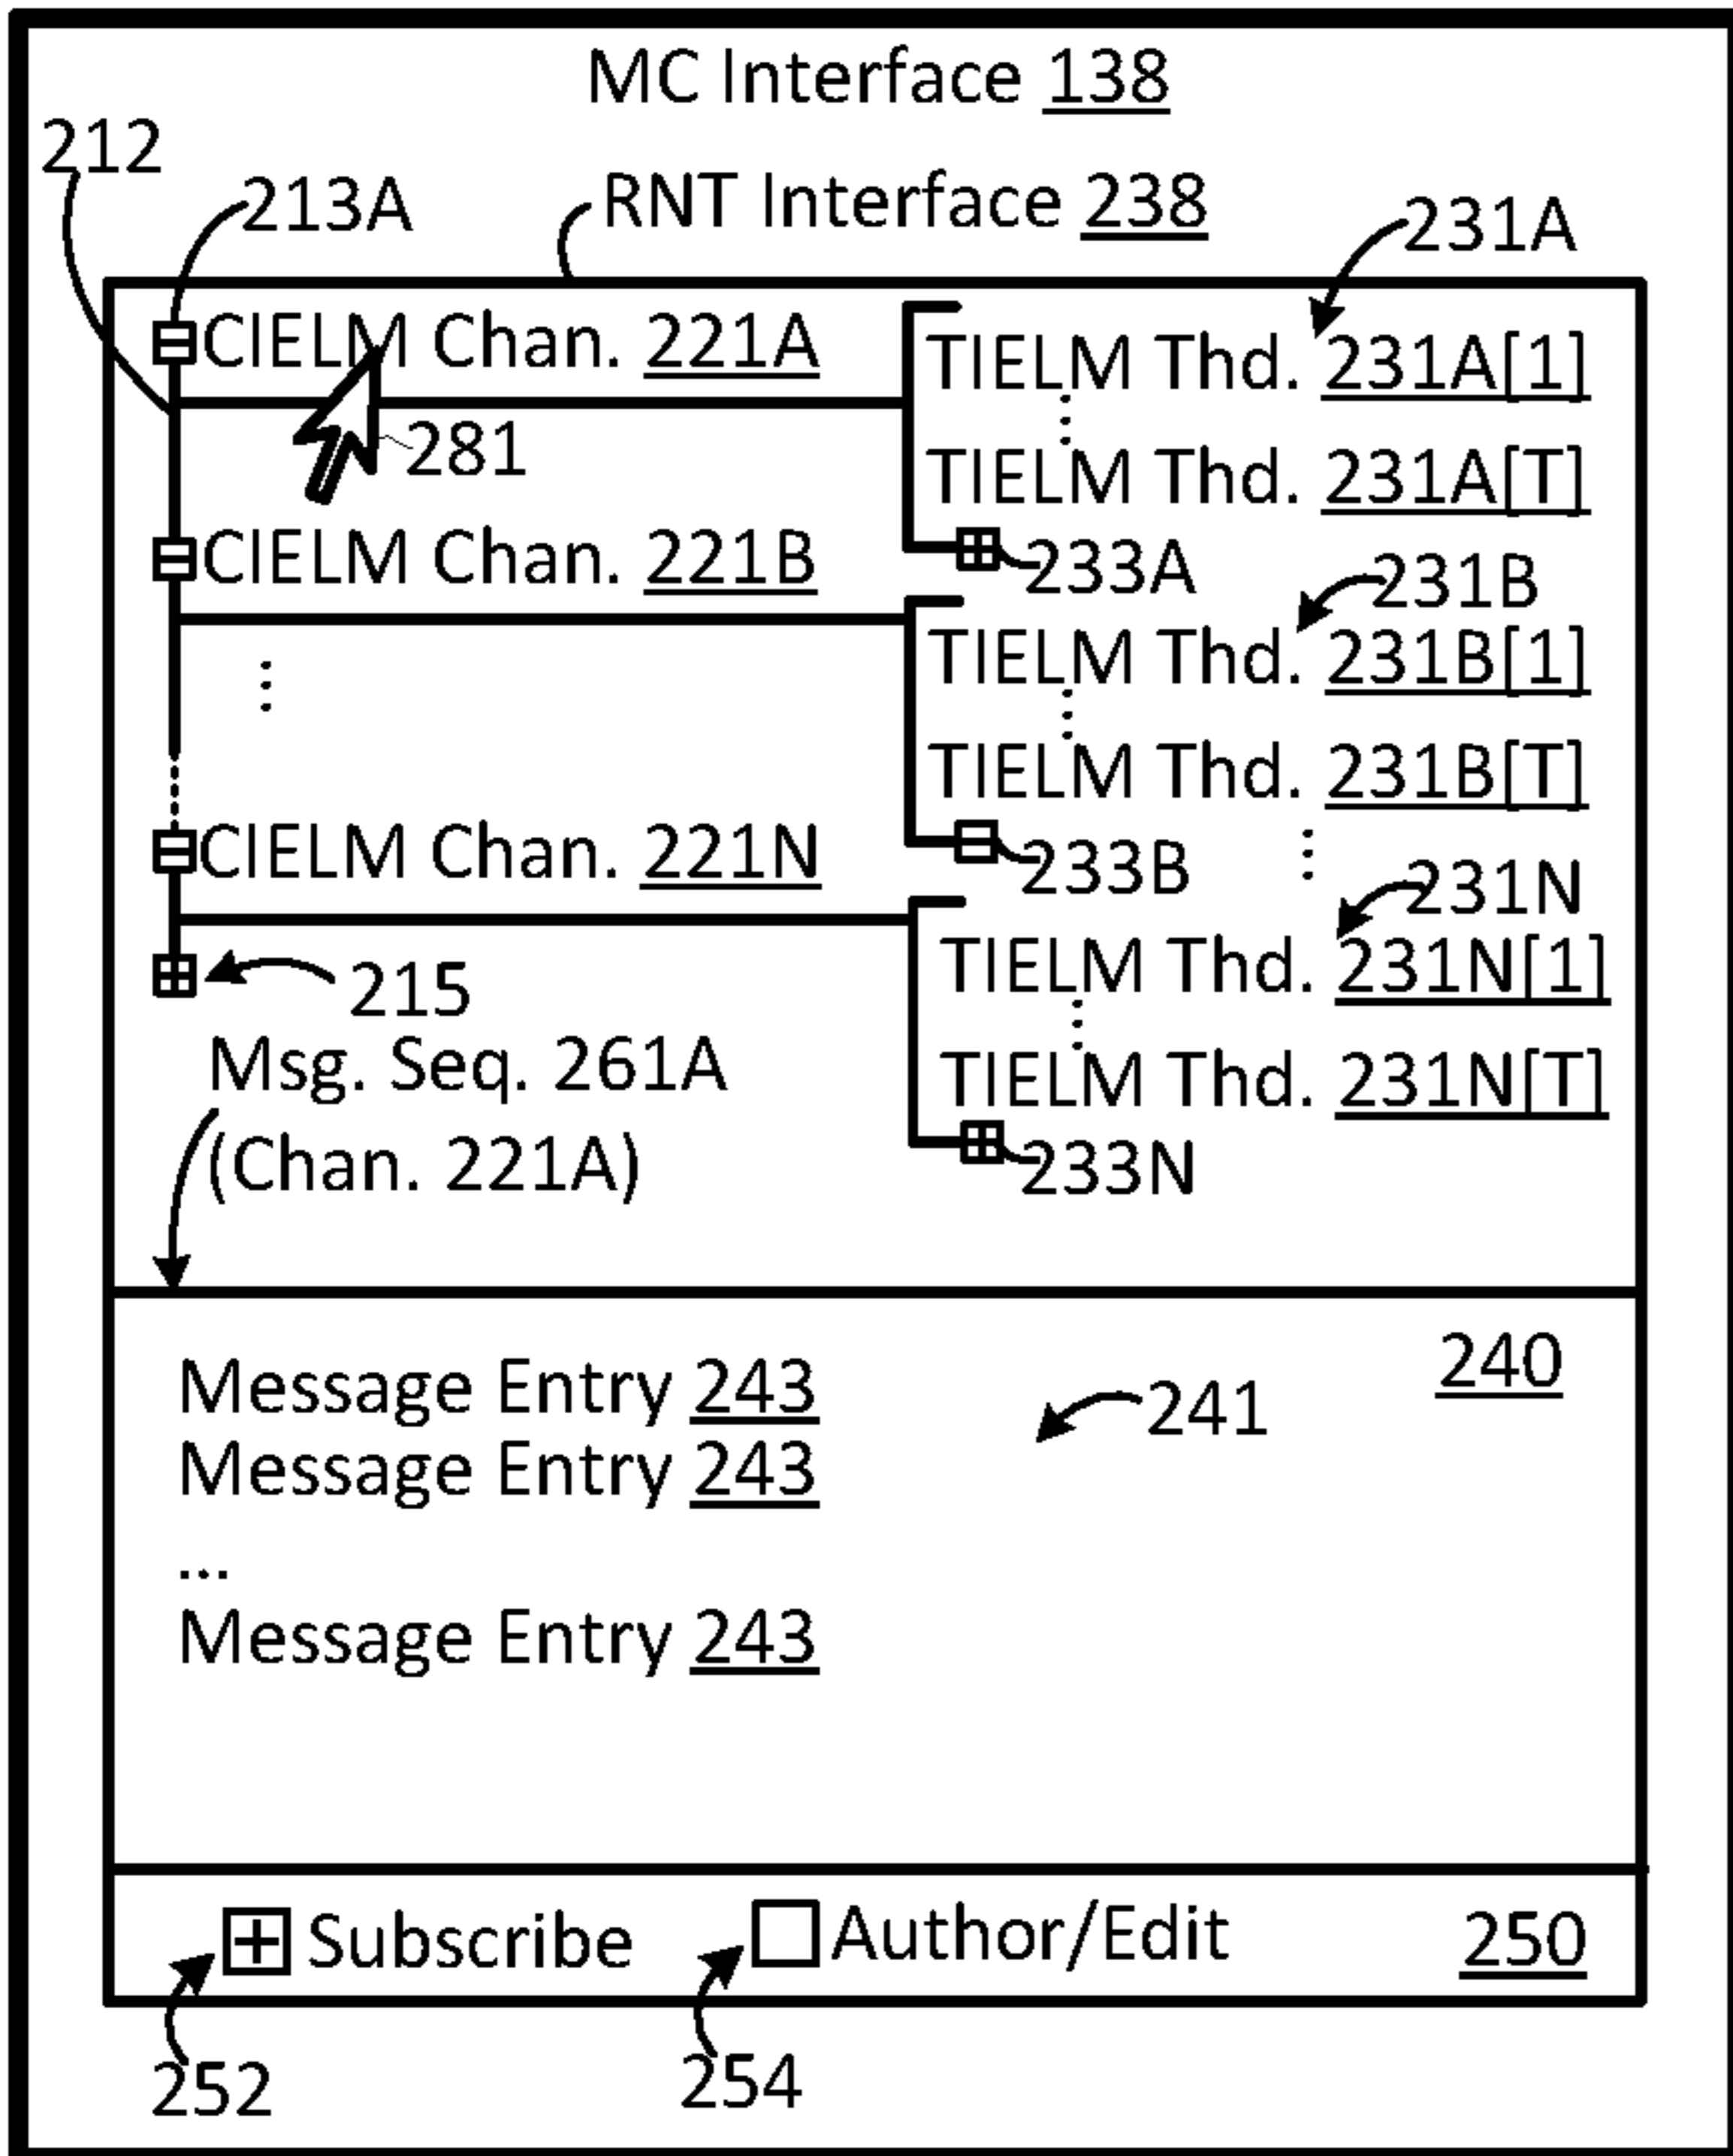 MC Interface 138
212
213A
RNT Interface 238
231A
CIELM Chan. 221A
TIELM Thd. 231A[1]
⋮
281
TIELM Thd. 231A[T]
CIELM Chan. 221B
233A
231B
TIELM Thd. 231B[1]
⋮
⋮
TIELM Thd. 231B[T]
CIELM Chan. 221N
233B
⋮
231N
TIELM Thd. 231N[1]
215
⋮
Msg. Seq. 261A
(Chan. 221A)
TIELM Thd. 231N[T]
233N
240
Message Entry 243
241
Message Entry 243
...
Message Entry 243
Subscribe
Author/Edit
250
252
254